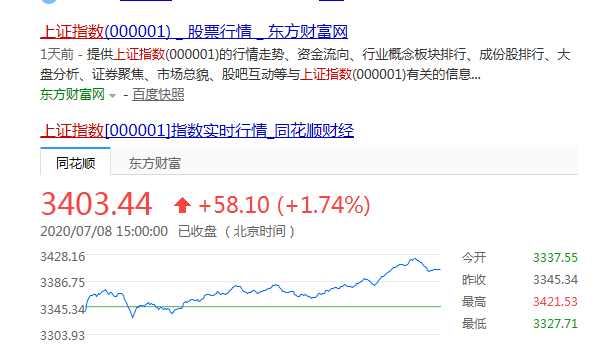 上证指数(000001)_股票行情_东方财富网
1天前 - 提供上证指数(000001)的行情走势、资金流向、行业概念板块排行、成份股排行、大
盘分析、证券聚焦、市场总貌、股吧互动等与上证指数(000001)有关的信息...
东方财富网 - 百度快照
上证指数[000001]指数实时行情_同花顺财经
同花顺 东方财富
3403.44 +58.10 (+1.74%)
2020/07/08 15:00:00 已收盘 ( 北京时间 )
3428.16
3386.75
3345.34
3303.93
今开 3337.55
昨收 3345.34
最高 3421.53
最低 3327.71